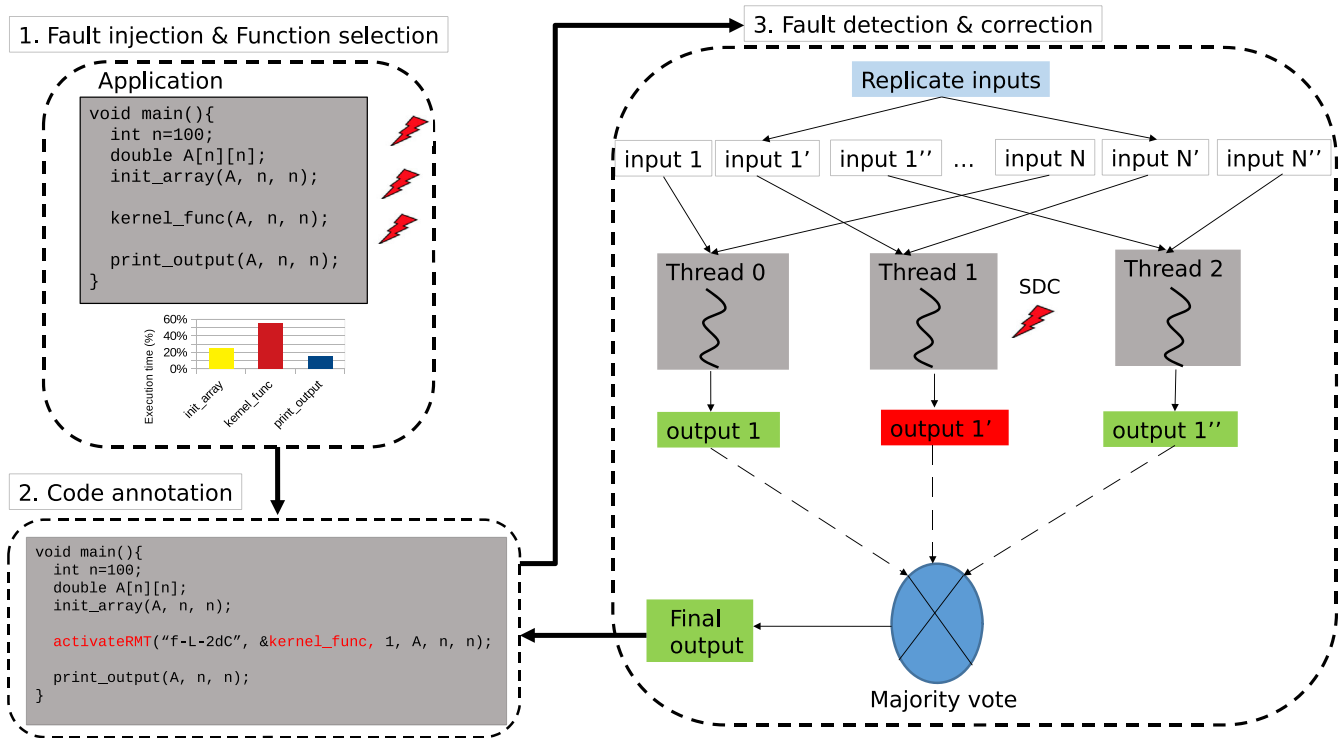 1. Fault injection & Function selection
Application
void main(){
int n=100;
double A[n][n];
init_array(A, n, n);
kernel_func(A, n, n);
print_output(A, n, n);
}
Execution time (%)
60%
40%
20%
0%
init_array
kernel_func
print_output
2. Code annotation
void main(){
int n=100;
double A[n][n];
init_array(A, n, n);
activateRMT(“f-L-2dC”, &kernel_func, 1, A, n, n);
print_output(A, n, n);
}
3. Fault detection & correction
Replicate inputs
input 1
input 1’
input 1’’
...
input N
input N’
input N’’
Thread 0
Thread 1
SDC
Thread 2
output 1
output 1’
output 1’’
Final
output
Majority vote